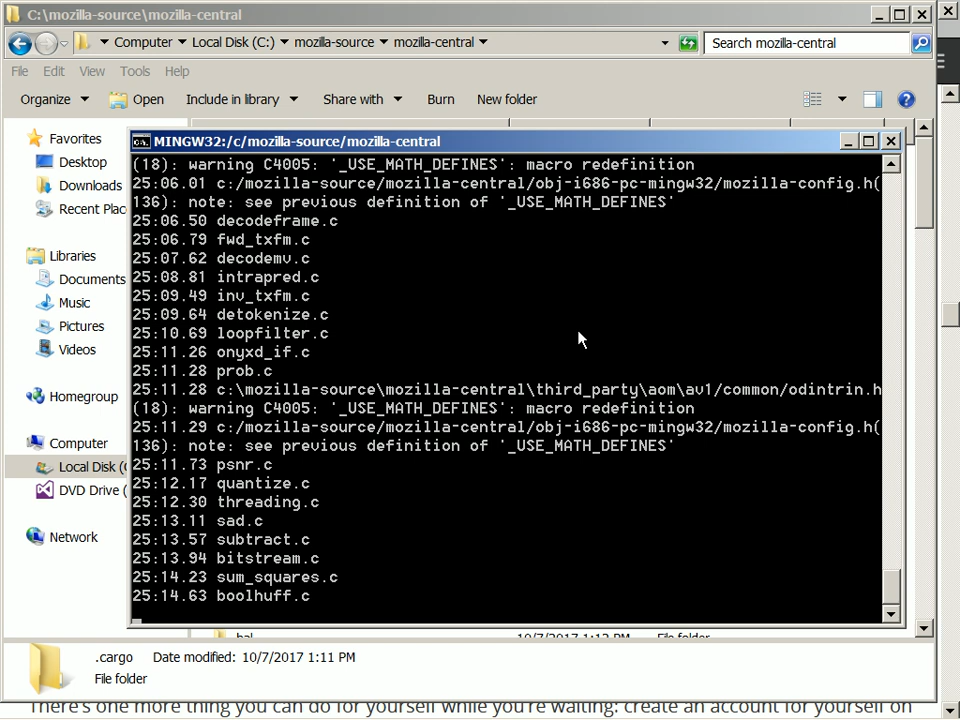 C:\mozilla-source\mozilla-central
Computer Local Disk (C:) mozilla-source mozilla-central
Search mozilla-central
File Edit View Tools Help
Organize Open Include in library Share with Burn New folder
Favorites
Desktop
Downloads
Recent Plac
Libraries
Documents
Music
Pictures
Videos
Homegroup
Computer
Local Disk (
DVD Drive (
Network
MINGW32:/c/mozilla-source/mozilla-central
(18): warning C4005: '_USE_MATH_DEFINES': macro redefinition
25:06.01 c:/mozilla-source/mozilla-central/obj-i686-pc-mingw32/mozilla-config.h(
136): note: see previous definition of '_USE_MATH_DEFINES'
25:06.50 decodeframe.c
25:06.79 fwd_txfm.c
25:07.62 decodemv.c
25:08.81 intrapred.c
25:09.49 inv_txfm.c
25:09.64 detokenize.c
25:10.69 loopfilter.c
25:11.26 onyxd_if.c
25:11.28 prob.c
25:11.28 c:\mozilla-source\mozilla-central\third_party\aom\av1/common/odintrin.h
(18): warning C4005: '_USE_MATH_DEFINES': macro redefinition
25:11.29 c:/mozilla-source/mozilla-central/obj-i686-pc-mingw32/mozilla-config.h(
136): note: see previous definition of '_USE_MATH_DEFINES'
25:11.73 psnr.c
25:12.17 quantize.c
25:12.30 threading.c
25:13.11 sad.c
25:13.57 subtract.c
25:13.94 bitstream.c
25:14.23 sum_squares.c
25:14.63 boolhuff.c
hal 10/7/2017 1:12 PM File folder
.cargo Date modified: 10/7/2017 1:11 PM
File folder
There's one more thing you can do for yourself while you're waiting: create an account for yourself on